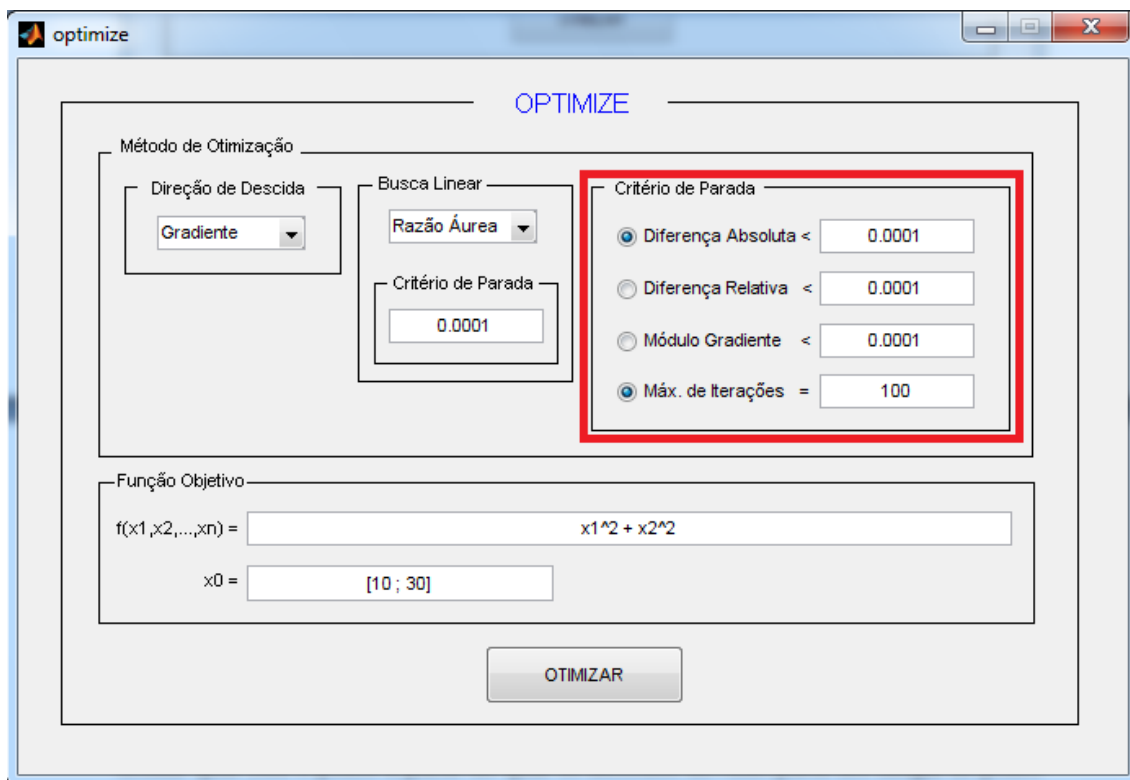 optimize
OPTIMIZE
Método de Otimização
Direção de Descida
Gradiente
Busca Linear
Razão Áurea
Critério de Parada
0.0001
Critério de Parada
Diferença Absoluta < 0.0001
Diferença Relativa < 0.0001
Módulo Gradiente < 0.0001
Máx. de Iterações = 100
Função Objetivo
f(x1,x2,...,xn) = x1^2 + x2^2
x0 = [10 ; 30]
OTIMIZAR